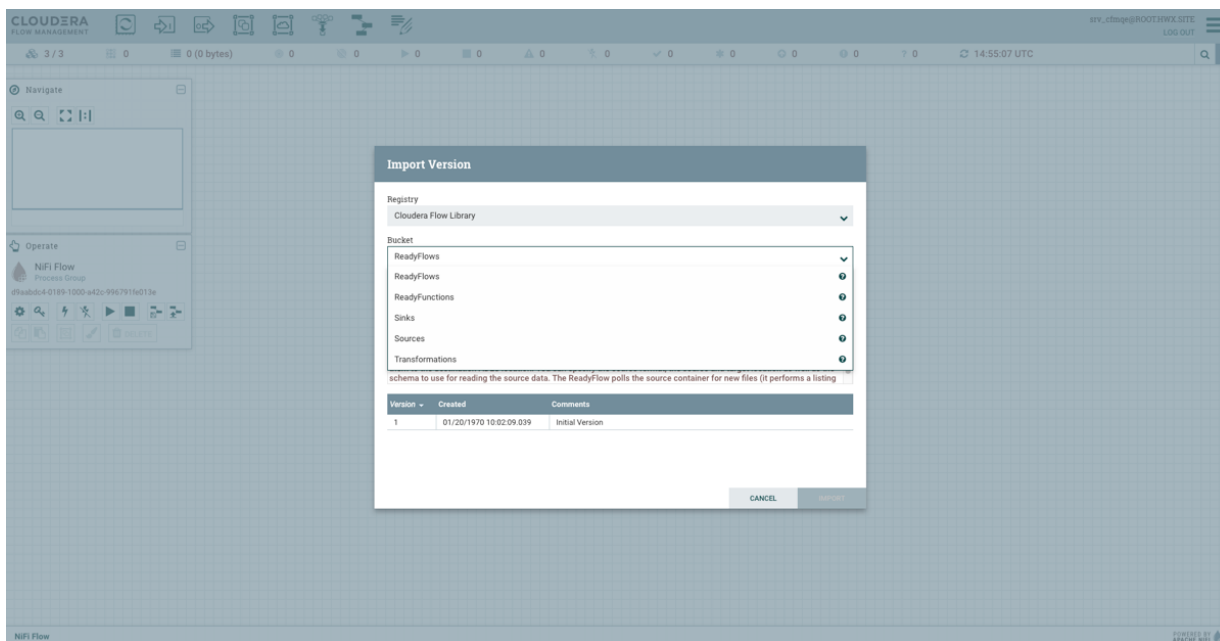 CLOUDERA
FLOW MANAGEMENT
srv_cfmqe@ROOT.HWX.SITE
LOG OUT
3 / 3 0 0 (0 bytes) 0 0 0 0 0 0 0 0 0 0 0 14:55:07 UTC
Navigate
Operate
NiFi Flow
Process Group
d9aabdc4-0189-1000-a42c-996791fe013e
DELETE
Import Version
Registry
Cloudera Flow Library
Bucket
ReadyFlows
ReadyFlows
ReadyFunctions
Sinks
Sources
Transformations
schema to use for reading the source data. The ReadyFlow polls the source container for new files (it performs a listing
Version Created Comments
1 01/20/1970 10:02:09.039 Initial Version
CANCEL IMPORT
NiFi Flow
POWERED BY
APACHE NIFI